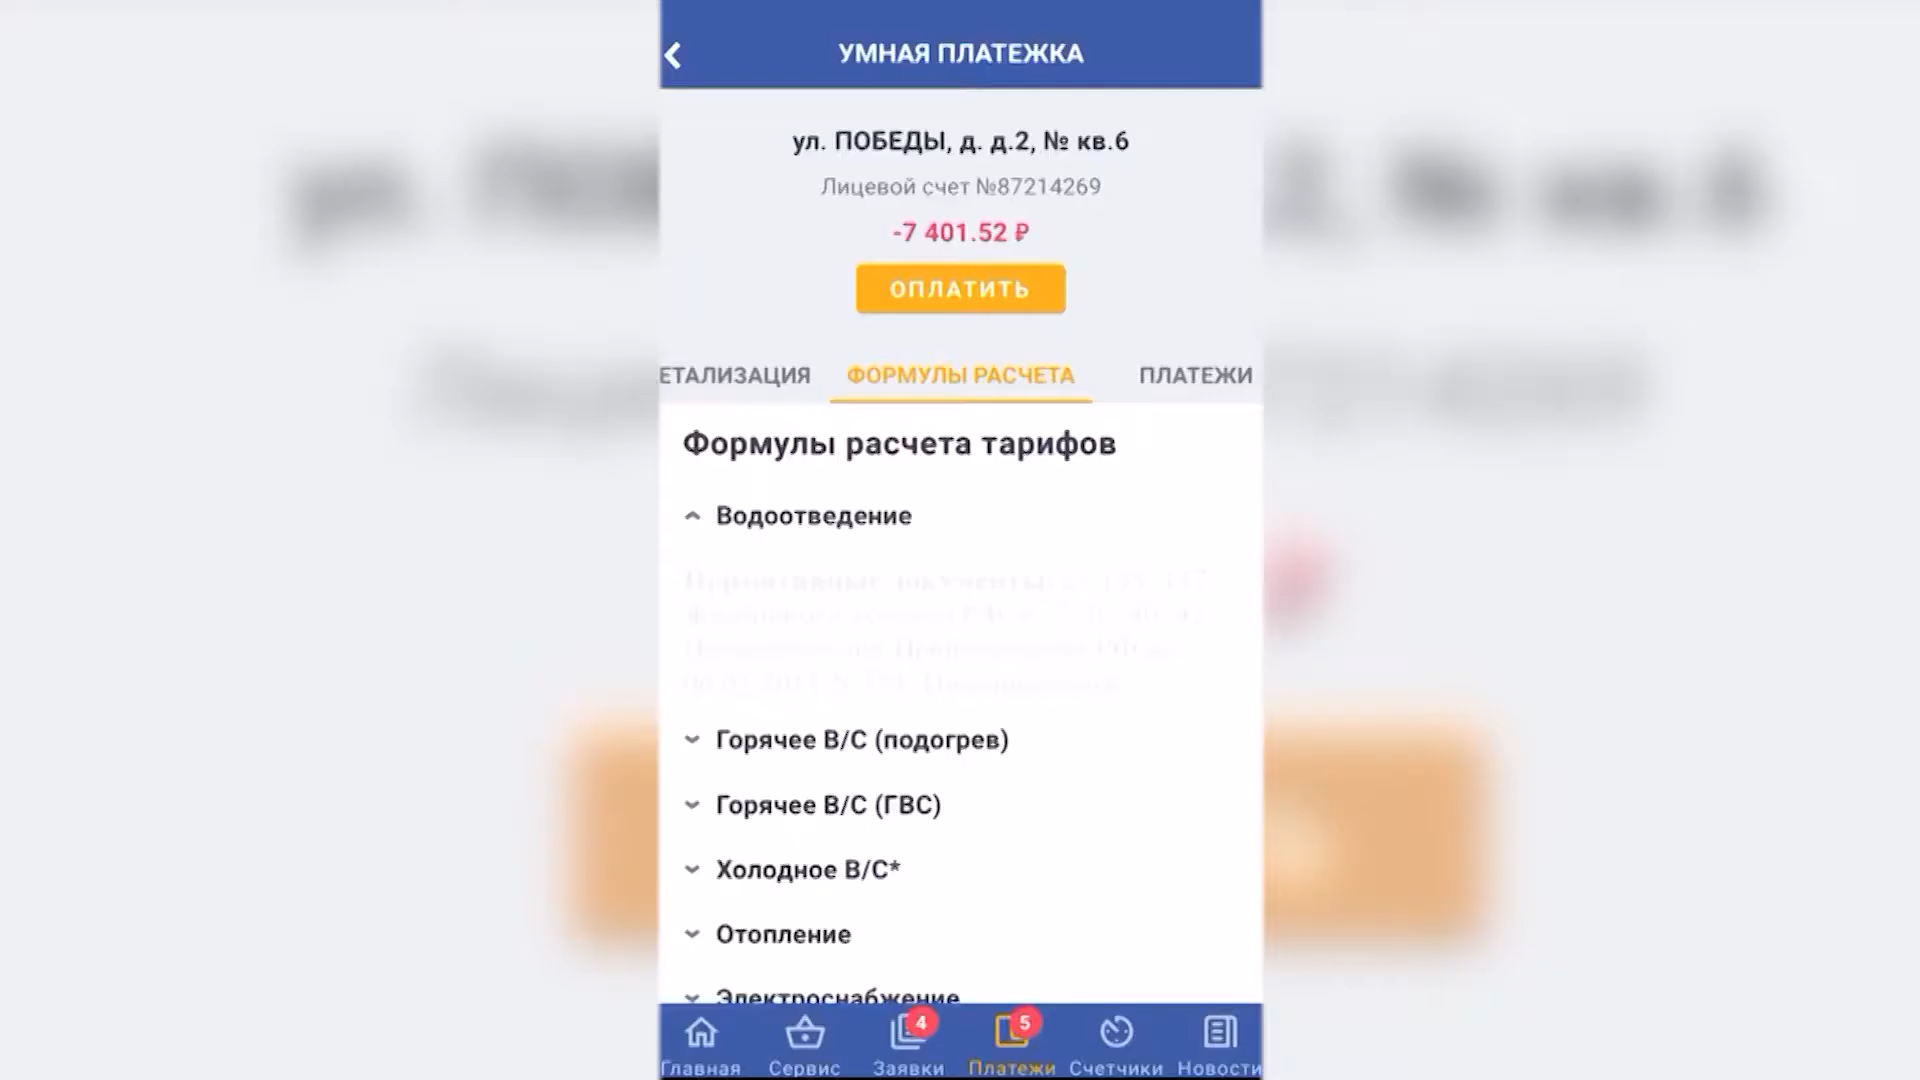 УМНАЯ ПЛАТЕЖКА
ул. ПОБЕДЫ, д. д.2, № кв.6
Лицевой счет №87214269
-7 401.52 ₽
ОПЛАТИТЬ
ЕТАЛИЗАЦИЯ ФОРМУЛЫ РАСЧЕТА ПЛАТЕЖИ
Формулы расчета тарифов
Водоотведение
Горячее В/С (подогрев)
Горячее В/С (ГВС)
Холодное В/С*
Отопление
Электроснабжение
4 5
Главная Сервис Заявки Платежи Счетчики Новости